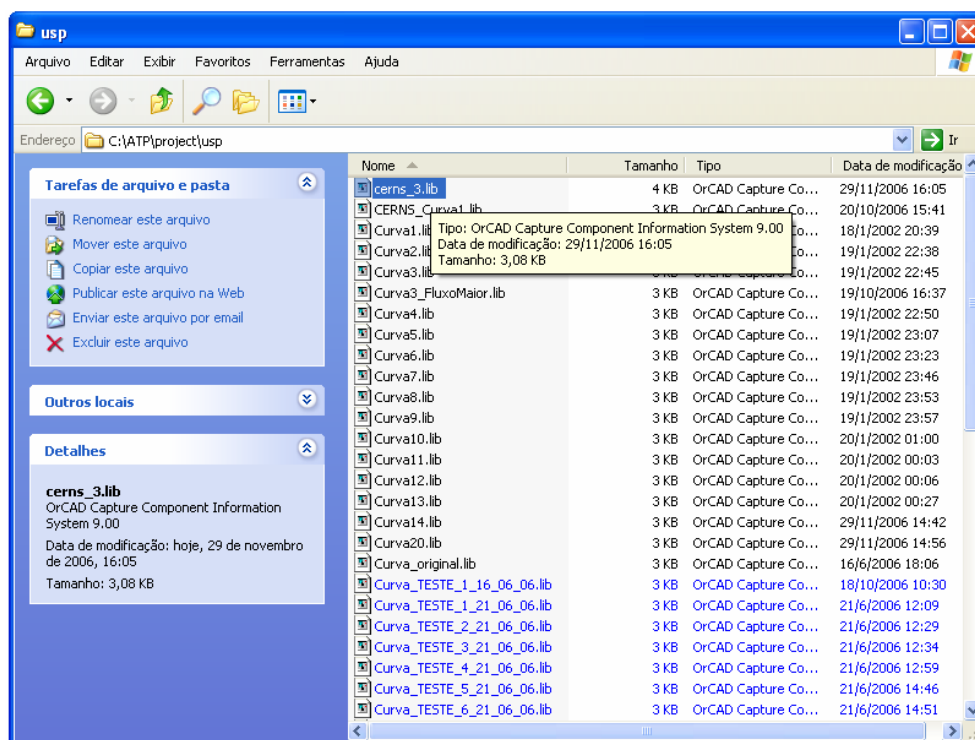 usp
Arquivo Editar Exibir Favoritos Ferramentas Ajuda
Endereço C:\ATP\project\usp Ir
Tarefas de arquivo e pasta
Renomear este arquivo
Mover este arquivo
Copiar este arquivo
Publicar este arquivo na Web
Enviar este arquivo por email
Excluir este arquivo
Outros locais
Detalhes
cerns_3.lib
OrCAD Capture Component Information
System 9.00
Data de modificação: hoje, 29 de novembro
de 2006, 16:05
Tamanho: 3,08 KB
Nome Tamanho Tipo Data de modificação
cerns_3.lib 4 KB OrCAD Capture Co... 29/11/2006 16:05
CERNS_Curva1.lib 3 KB OrCAD Capture Co... 20/10/2006 15:41
Curva1.lib 18/1/2002 20:39
Curva2.lib 19/1/2002 22:38
Curva3.lib 3 KB OrCAD Capture Co... 19/1/2002 22:45
Tipo: OrCAD Capture Component Information System 9.00
Data de modificação: 29/11/2006 16:05
Tamanho: 3,08 KB
Curva3_FluxoMaior.lib 3 KB OrCAD Capture Co... 19/10/2006 16:37
Curva4.lib 3 KB OrCAD Capture Co... 19/1/2002 22:50
Curva5.lib 3 KB OrCAD Capture Co... 19/1/2002 23:07
Curva6.lib 3 KB OrCAD Capture Co... 19/1/2002 23:23
Curva7.lib 3 KB OrCAD Capture Co... 19/1/2002 23:46
Curva8.lib 3 KB OrCAD Capture Co... 19/1/2002 23:53
Curva9.lib 3 KB OrCAD Capture Co... 19/1/2002 23:57
Curva10.lib 3 KB OrCAD Capture Co... 20/1/2002 01:00
Curva11.lib 3 KB OrCAD Capture Co... 20/1/2002 00:03
Curva12.lib 3 KB OrCAD Capture Co... 20/1/2002 00:06
Curva13.lib 3 KB OrCAD Capture Co... 20/1/2002 00:27
Curva14.lib 3 KB OrCAD Capture Co... 29/11/2006 14:42
Curva20.lib 3 KB OrCAD Capture Co... 29/11/2006 14:56
Curva_original.lib 3 KB OrCAD Capture Co... 16/6/2006 18:06
Curva_TESTE_1_16_06_06.lib 3 KB OrCAD Capture Co... 18/10/2006 10:30
Curva_TESTE_1_21_06_06.lib 3 KB OrCAD Capture Co... 21/6/2006 12:09
Curva_TESTE_2_21_06_06.lib 3 KB OrCAD Capture Co... 21/6/2006 12:29
Curva_TESTE_3_21_06_06.lib 3 KB OrCAD Capture Co... 21/6/2006 12:34
Curva_TESTE_4_21_06_06.lib 3 KB OrCAD Capture Co... 21/6/2006 12:59
Curva_TESTE_5_21_06_06.lib 3 KB OrCAD Capture Co... 21/6/2006 14:46
Curva_TESTE_6_21_06_06.lib 3 KB OrCAD Capture Co... 21/6/2006 14:51